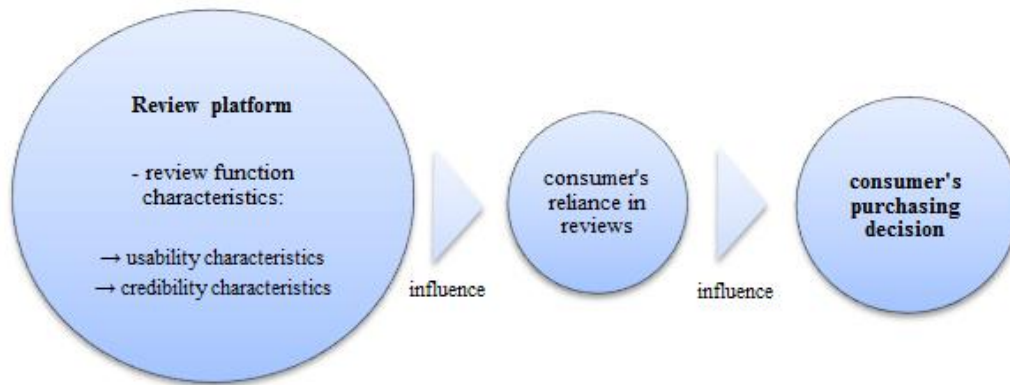 Review platform
- review function
characteristics:
→ usability characteristics
→ credibility characteristics
influence
consumer's
reliance in
reviews
influence
consumer's
purchasing
decision